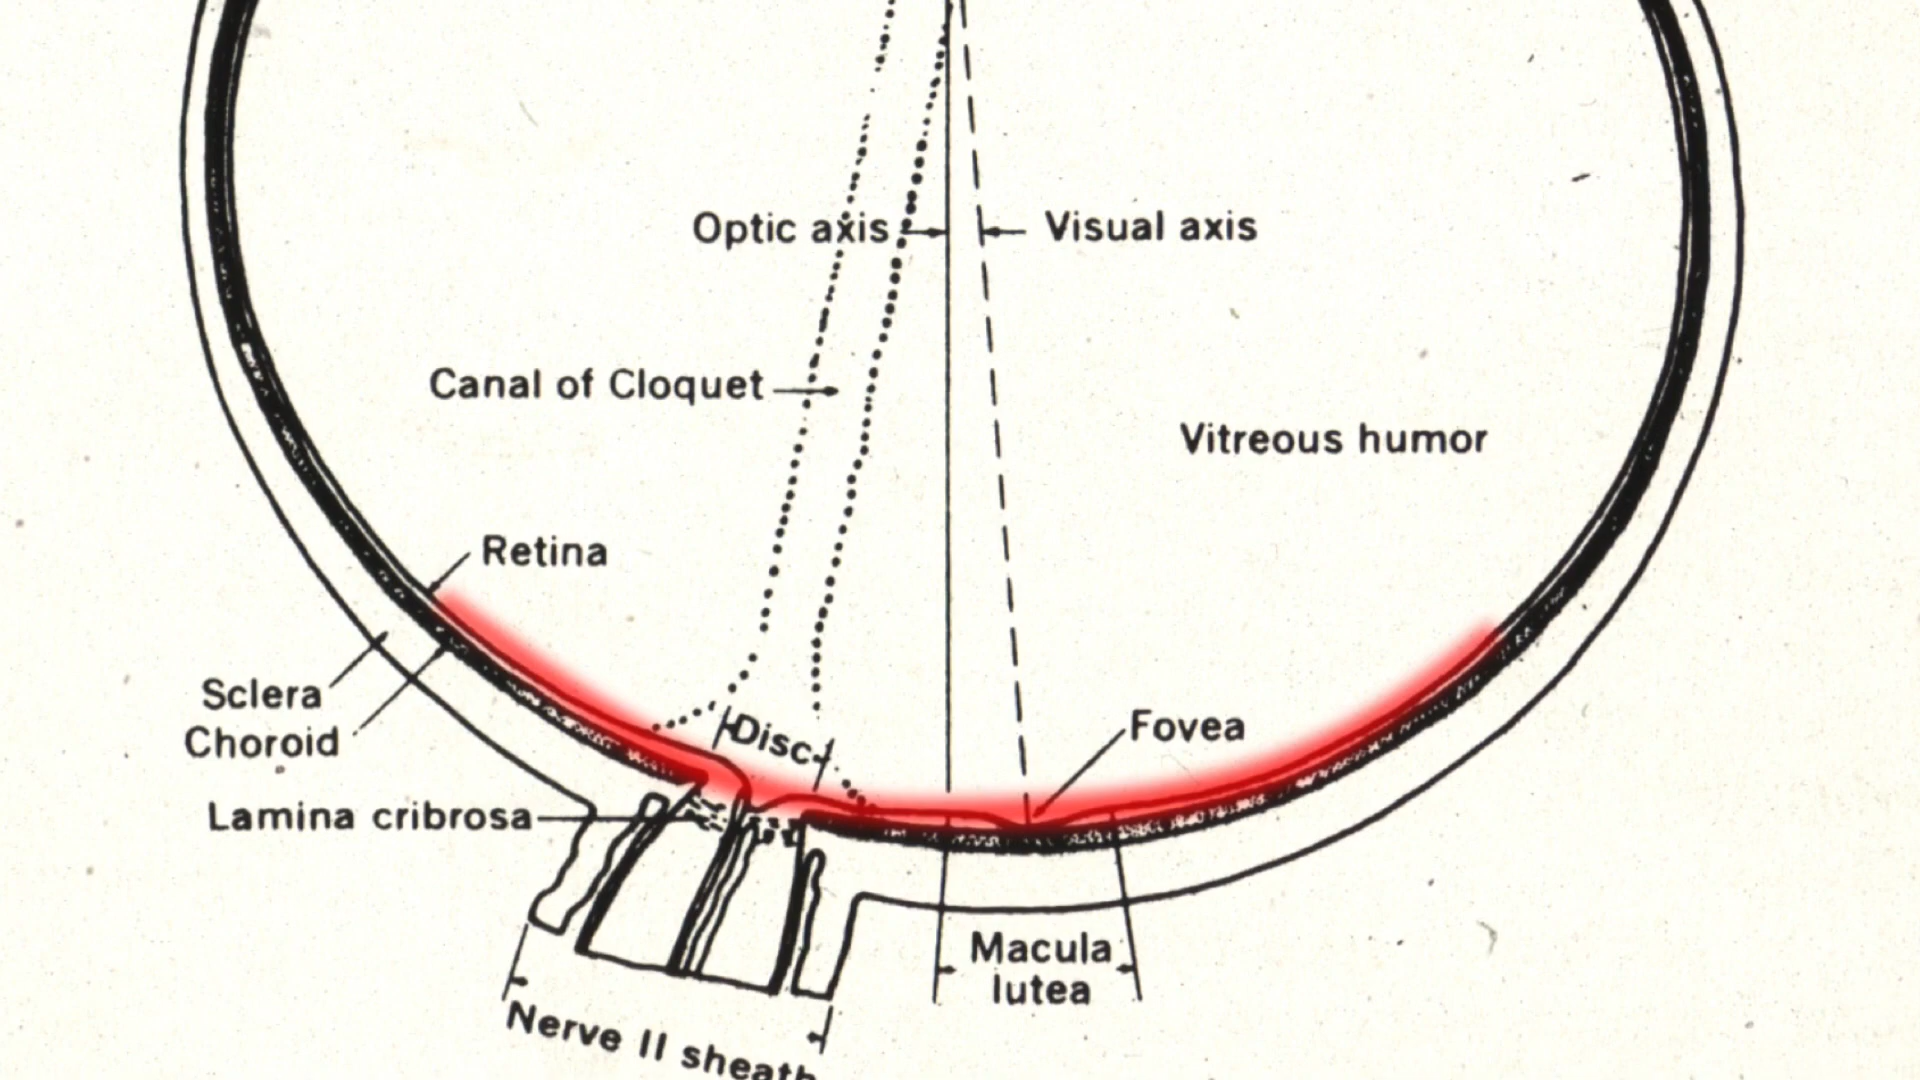 Optic axis
Visual axis
Canal of Cloquet
Vitreous humor
Retina
Sclera
Choroid
Disc
Fovea
Lamina cribrosa
Macula
lutea
Nerve II sheath